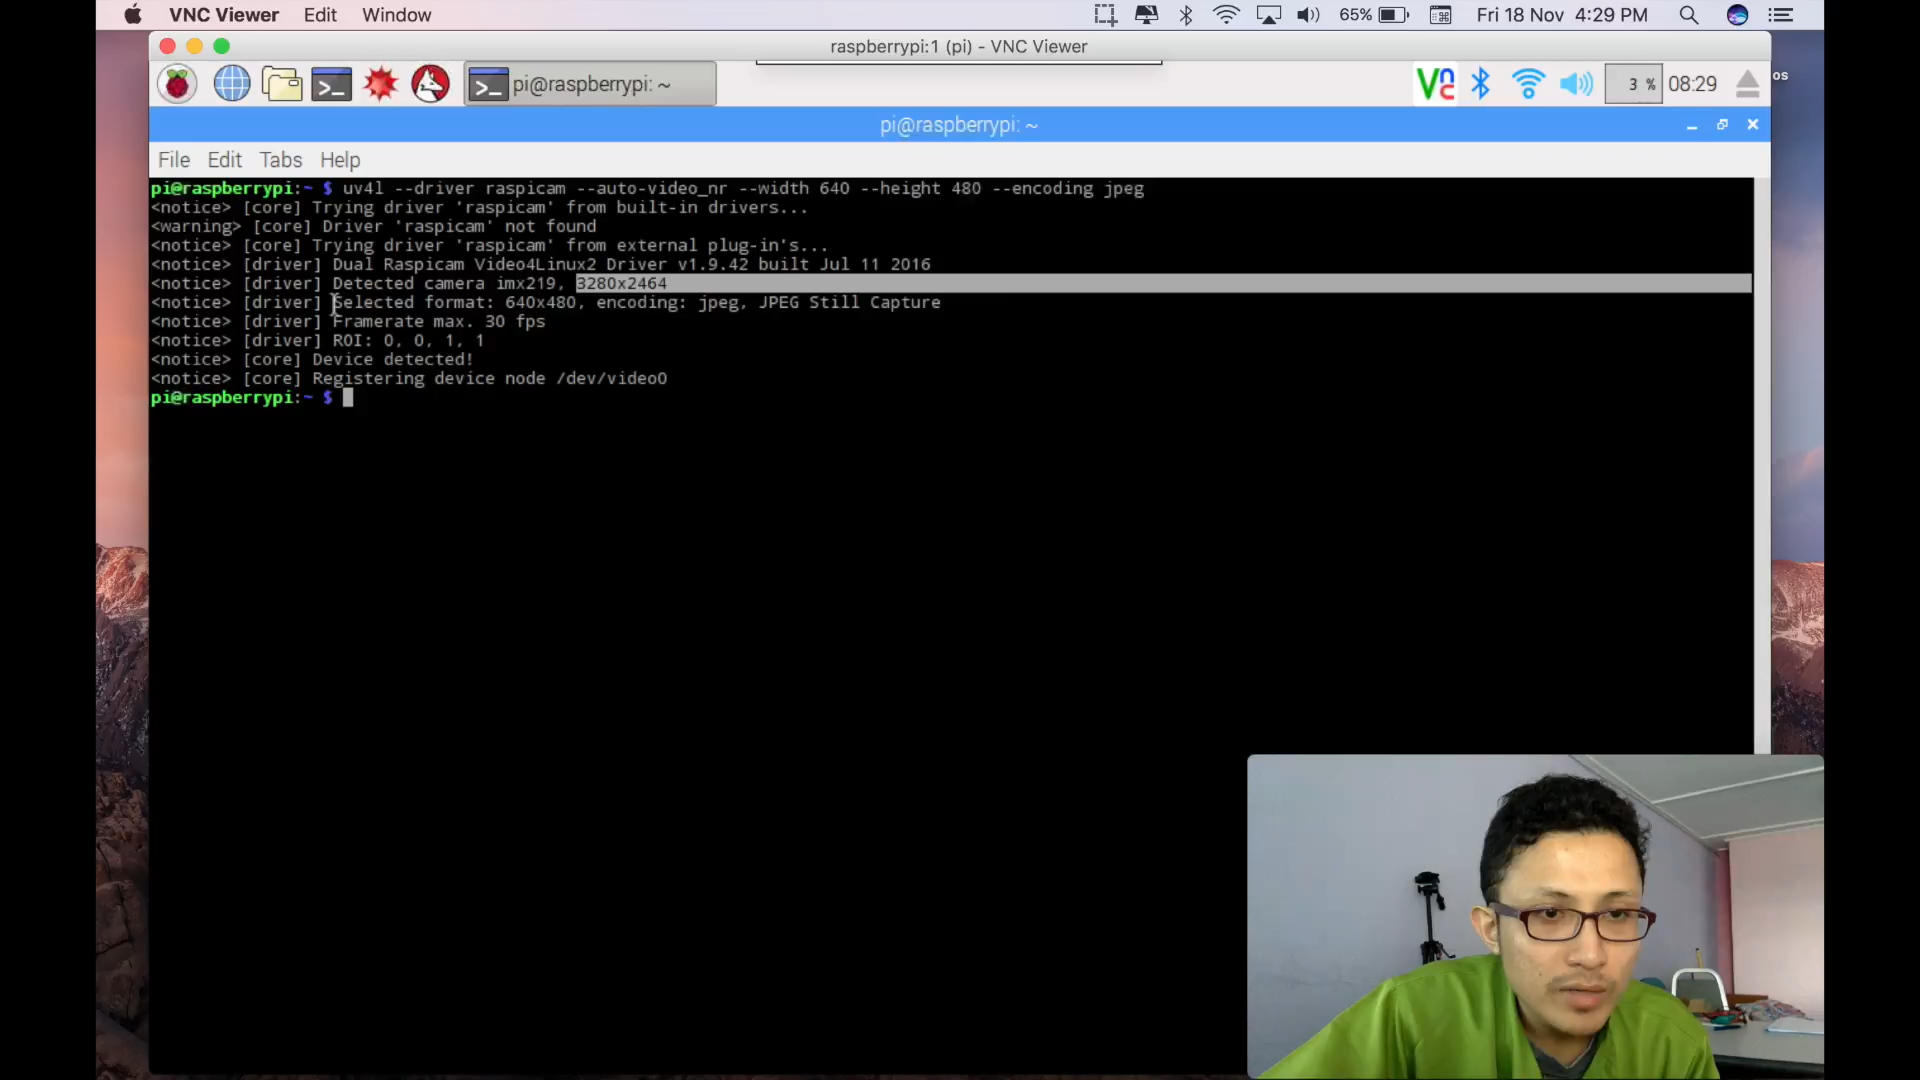 VNC Viewer Edit Window 65% Fri 18 Nov 4:29 PM
raspberrypi:1 (pi) - VNC Viewer
pi@raspberrypi: ~ VNC 3 % 08:29 os
pi@raspberrypi: ~
File Edit Tabs Help
pi@raspberrypi:~ $ uv4l --driver raspicam --auto-video_nr --width 640 --height 480 --encoding jpeg
<notice> [core] Trying driver 'raspicam' from built-in drivers...
<warning> [core] Driver 'raspicam' not found
<notice> [core] Trying driver 'raspicam' from external plug-in's...
<notice> [driver] Dual Raspicam Video4Linux2 Driver v1.9.42 built Jul 11 2016
<notice> [driver] Detected camera imx219, 3280x2464
<notice> [driver] Selected format: 640x480, encoding: jpeg, JPEG Still Capture
<notice> [driver] Framerate max. 30 fps
<notice> [driver] ROI: 0, 0, 1, 1
<notice> [core] Device detected!
<notice> [core] Registering device node /dev/video0
pi@raspberrypi:~ $